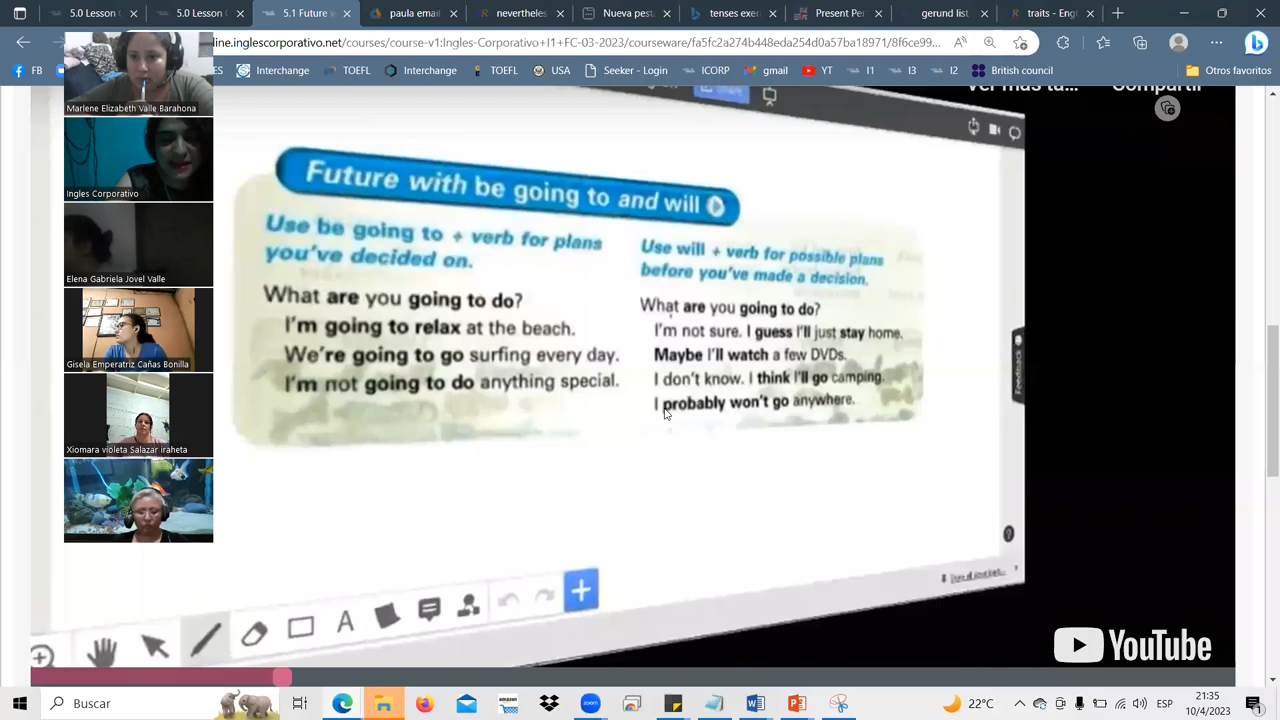 5.0 Lesson
5.1 Future wi
paula email
nevertheles
Nueva pest
tenses exer
Present Per
gerund list
traits - Engl
line.inglescorporativo.net/courses/course-v1:Ingles-Corporativo+I1+FC-03-2023/courseware/fa5fc2a274b448eda254d0a57ba18971/8f6ce99...
FB
Interchange
TOEFL
Interchange
TOEFL
USA
Seeker - Login
ICORP
gmail
YT
I1
I3
I2
British council
Otros favoritos
Ver más ta...
Compartir
Marlene Elizabeth Valle Barahona
Ingles Corporativo
Elena Gabriela Jovel Valle
Gisela Emperatriz Cañas Bonilla
Xiomara violeta Salazar iraheta
Future with be going to and will
Use be going to + verb for plans
you've decided on.
What are you going to do?
I'm going to relax at the beach.
We're going to go surfing every day.
I'm not going to do anything special.
Use will + verb for possible plans
before you've made a decision.
What are you going to do?
I'm not sure. I guess I'll just stay home.
Maybe I'll watch a few DVDs.
I don't know. I think I'll go camping.
I probably won't go anywhere.
Feedback
A
YouTube
Buscar
22°C
ESP
21:35
10/4/2023